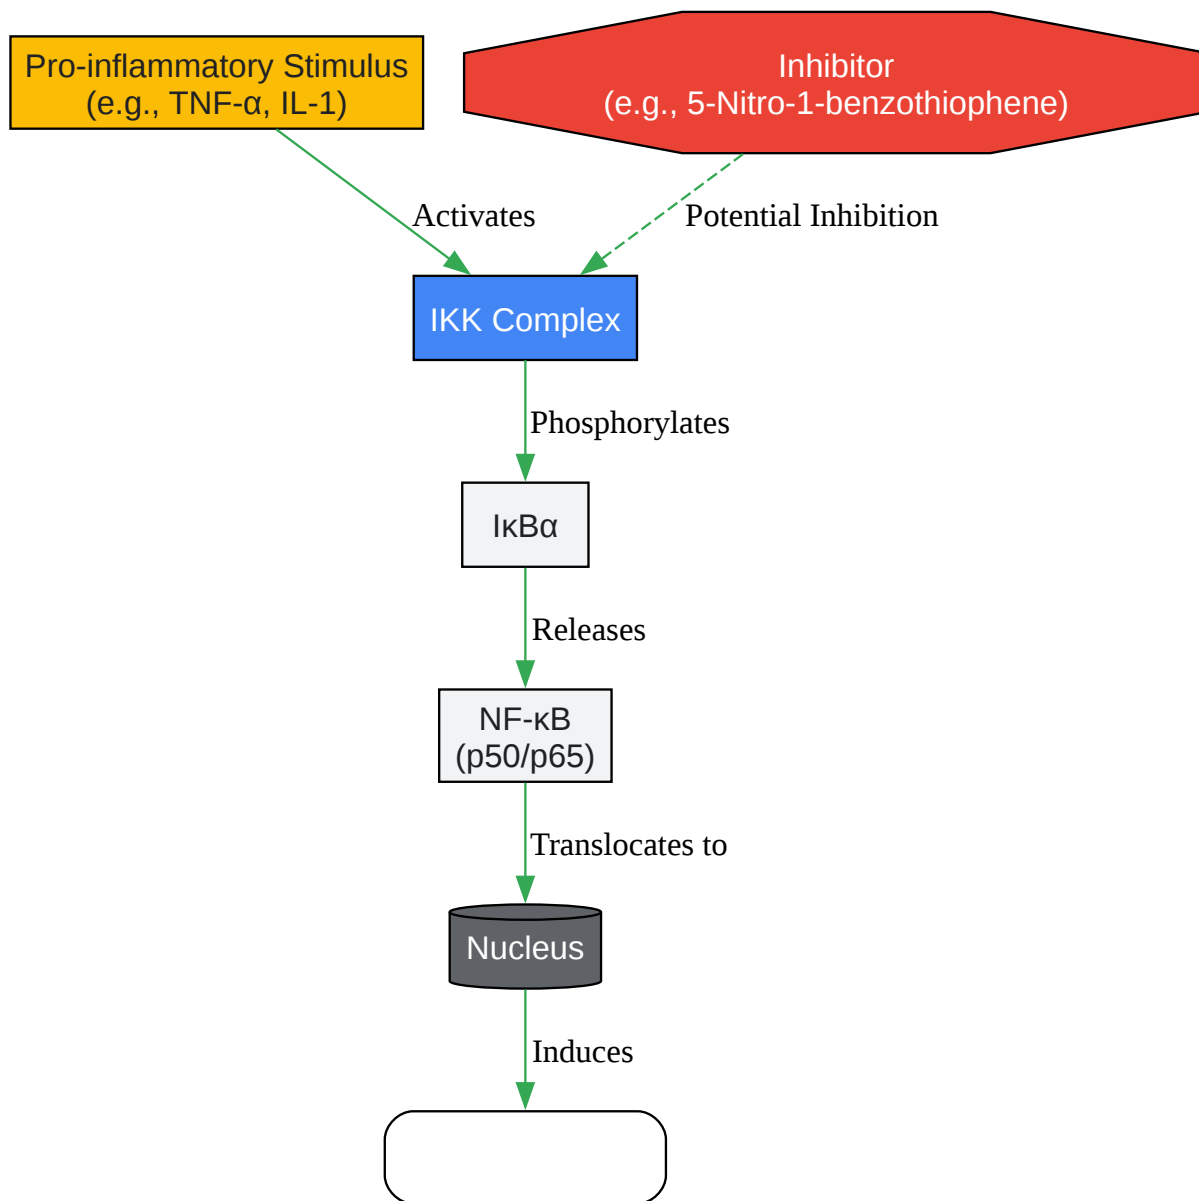 Pro-inflammatory Stimulus
(e.g., TNF-α, IL-1)
Inhibitor
(e.g., 5-Nitro-1-benzothiophene)
Activates
Potential Inhibition
IKK Complex
Phosphorylates
IκBα
Releases
NF-κB
(p50/p65)
Translocates to
Nucleus
Induces